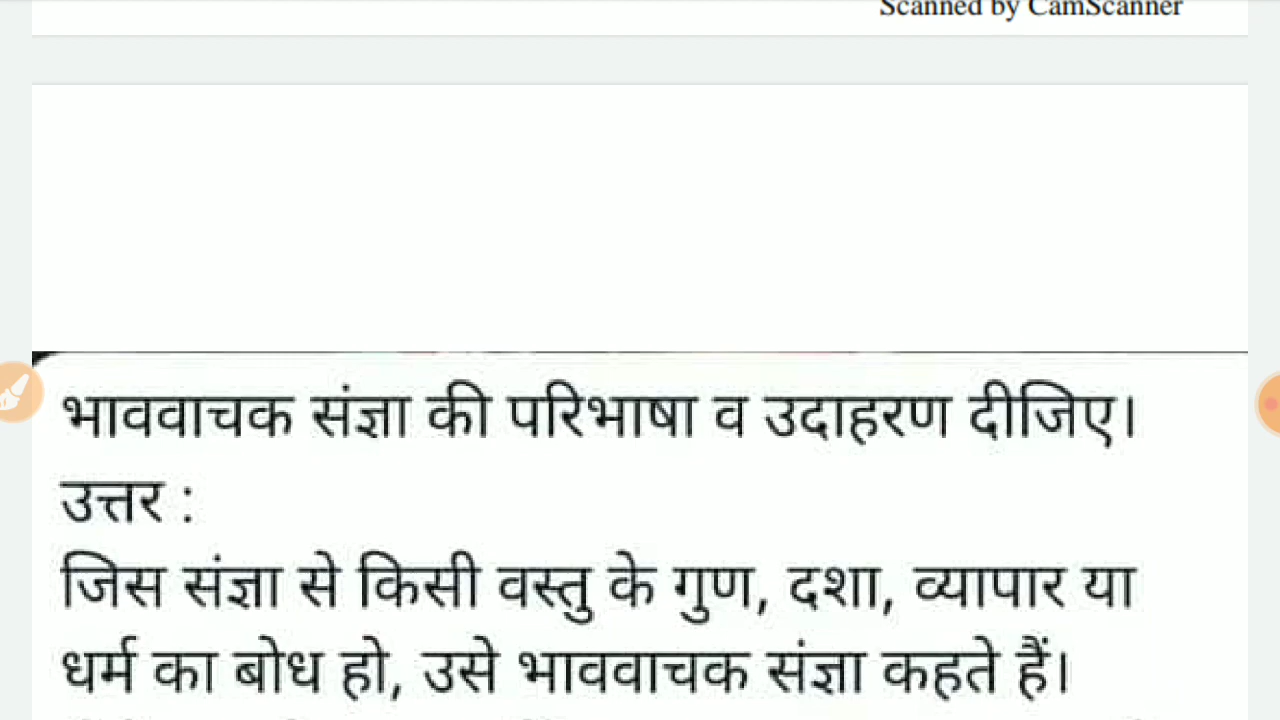 Scanned by CamScanner
भाववाचक संज्ञा की परिभाषा व उदाहरण दीजिए।
उत्तर :
जिस संज्ञा से किसी वस्तु के गुण, दशा, व्यापार या
धर्म का बोध हो, उसे भाववाचक संज्ञा कहते हैं।